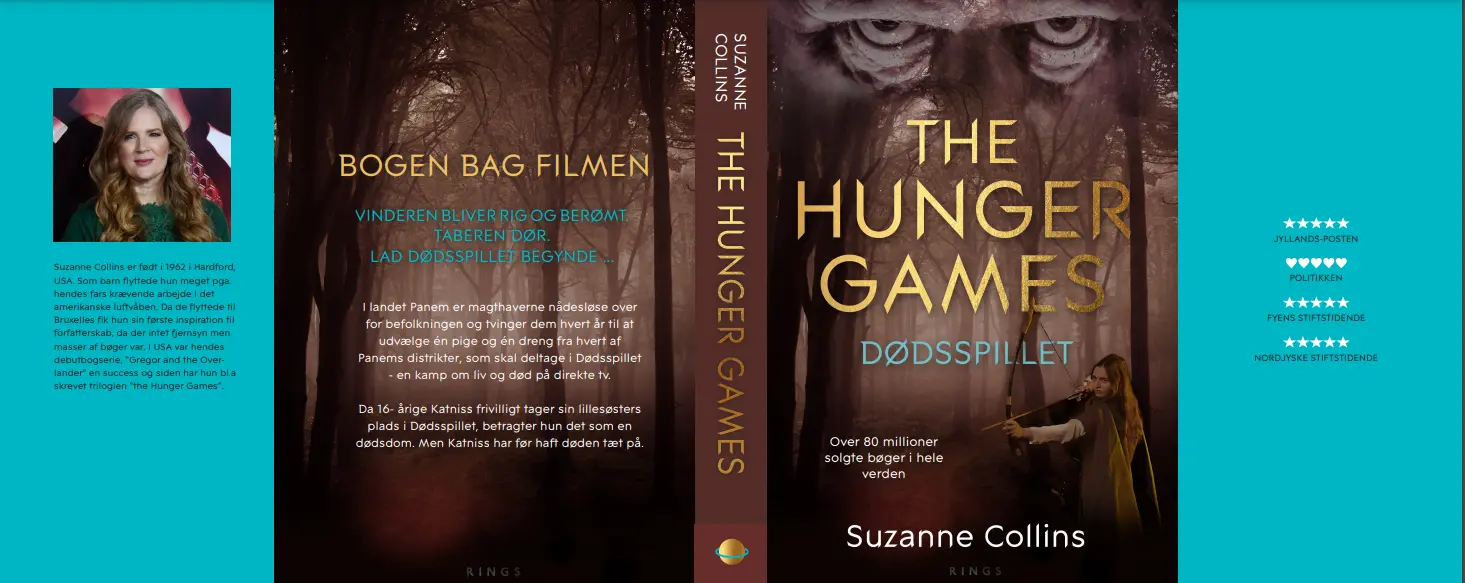 Suzanne Collins er født i 1962 i Hardford,
USA. Som barn flyttede hun meget pga.
hendes fars krævende arbejde i det
amerikanske luftvåben. Da de flyttede til
Bruxelles fik hun sin første inspiration til
forfatterskab, da der intet fjernsyn men
masser af bøger var. I USA var hendes
debutbogserie, "Gregor and the Over-
lander" en success og siden har hun bl.a
skrevet trilogien "the Hunger Games".
BOGEN BAG FILMEN
VINDEREN BLIVER RIG OG BERØMT.
TABEREN DØR.
LAD DØDSSPILLET BEGYNDE ...
I landet Panem er magthaverne nådesløse over
for befolkningen og tvinger dem hvert år til at
udvælge én pige og én dreng fra hvert af
Panems distrikter, som skal deltage i Dødsspillet
- en kamp om liv og død på direkte tv.
Da 16- årige Katniss frivilligt tager sin lillesøsters
plads i Dødsspillet, betragter hun det som en
dødsdom. Men Katniss har før haft døden tæt på.
RINGS
SUZANNE
COLLINS
THE HUNGER GAMES
THE
HUNGER
GAMES
DØDSSPILLET
Over 80 millioner
solgte bøger i hele
verden
Suzanne Collins
RINGS
★★★★★
JYLLANDS-POSTEN
♥♥♥♥♥
POLITIKKEN
★★★★★
FYENS STIFTSTIDENDE
★★★★★
NORDJYSKE STIFTSTIDENDE